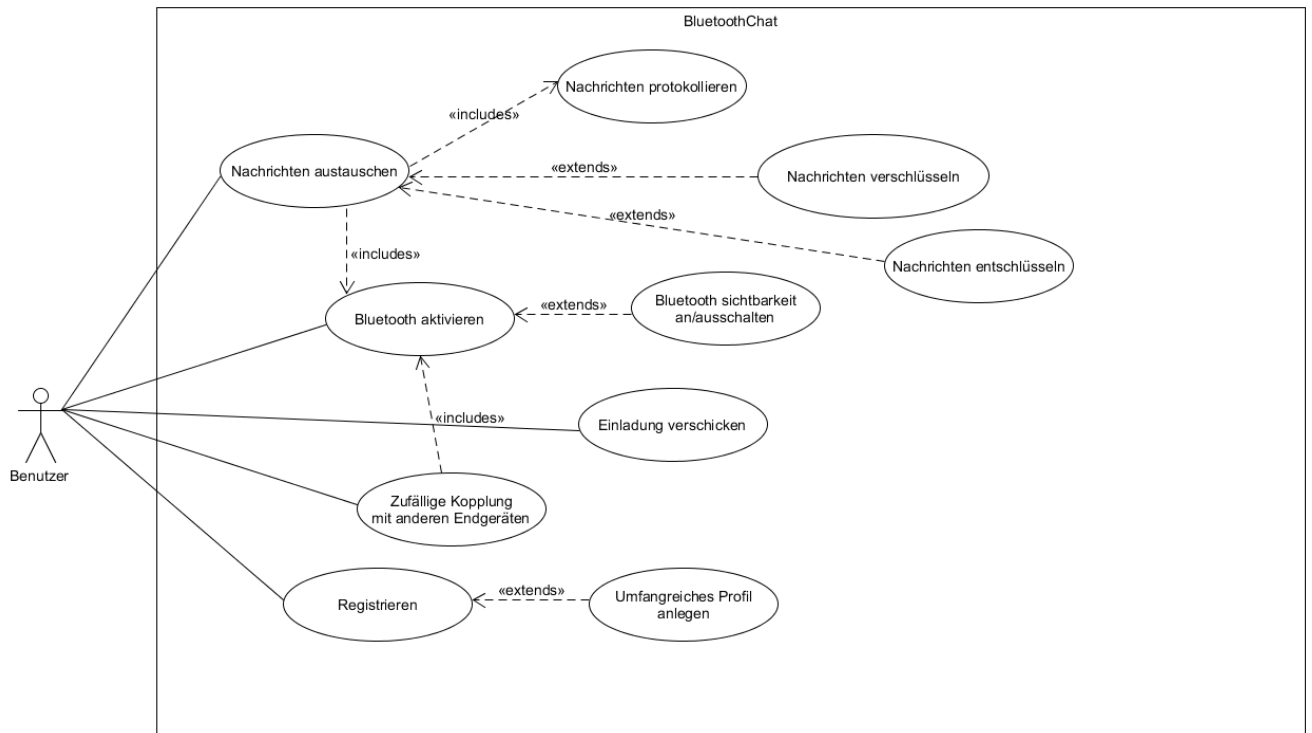 BluetoothChat
Nachrichten protokollieren
«includes»
Nachrichten austauschen
«extends»
Nachrichten verschlüsseln
«extends»
Nachrichten entschlüsseln
«includes»
Bluetooth aktivieren
«extends»
Bluetooth sichtbarkeit
an/ausschalten
«includes»
Einladung verschicken
Benutzer
Zufällige Kopplung
mit anderen Endgeräten
Registrieren
«extends»
Umfangreiches Profil
anlegen